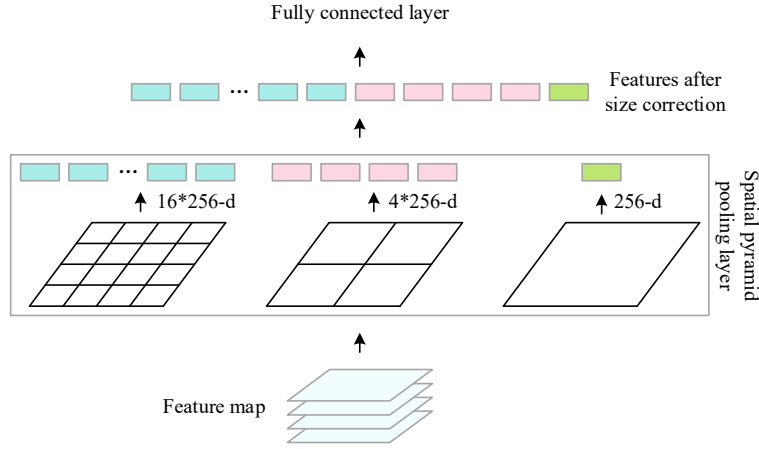 Fully connected layer
...
Features after
size correction
...
16*256-d
4*256-d
256-d
Spatial pyramid
pooling layer
Feature map